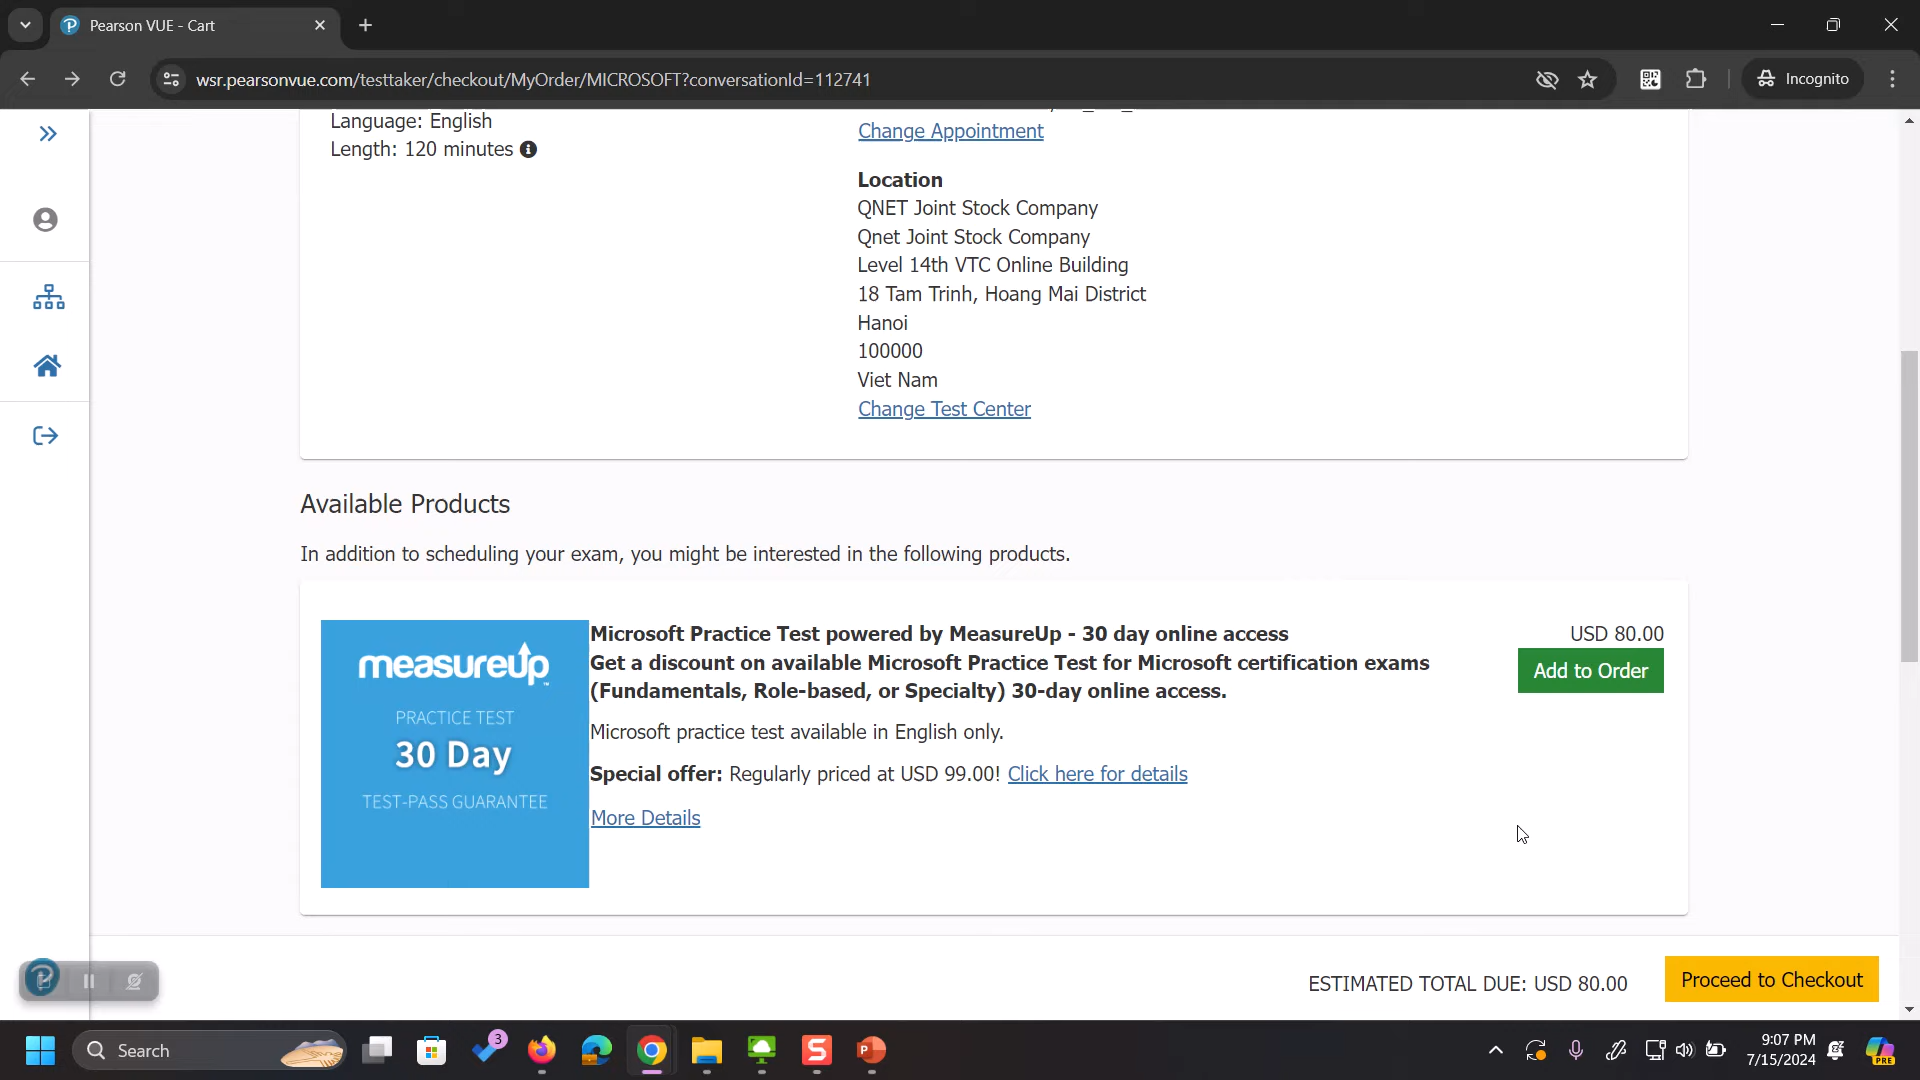 Pearson VUE - Cart
wsr.pearsonvue.com/testtaker/checkout/MyOrder/MICROSOFT?conversationId=112741
Incognito
Language: English
Length: 120 minutes
Change Appointment
Location
QNET Joint Stock Company
Qnet Joint Stock Company
Level 14th VTC Online Building
18 Tam Trinh, Hoang Mai District
Hanoi
100000
Viet Nam
Change Test Center
Available Products
In addition to scheduling your exam, you might be interested in the following products.
measureup
PRACTICE TEST
30 Day
TEST-PASS GUARANTEE
Microsoft Practice Test powered by MeasureUp - 30 day online access
Get a discount on available Microsoft Practice Test for Microsoft certification exams
(Fundamentals, Role-based, or Specialty) 30-day online access.
Microsoft practice test available in English only.
Special offer: Regularly priced at USD 99.00! Click here for details
More Details
USD 80.00
Add to Order
ESTIMATED TOTAL DUE: USD 80.00
Proceed to Checkout
Search
3
9:07 PM
7/15/2024
PRE